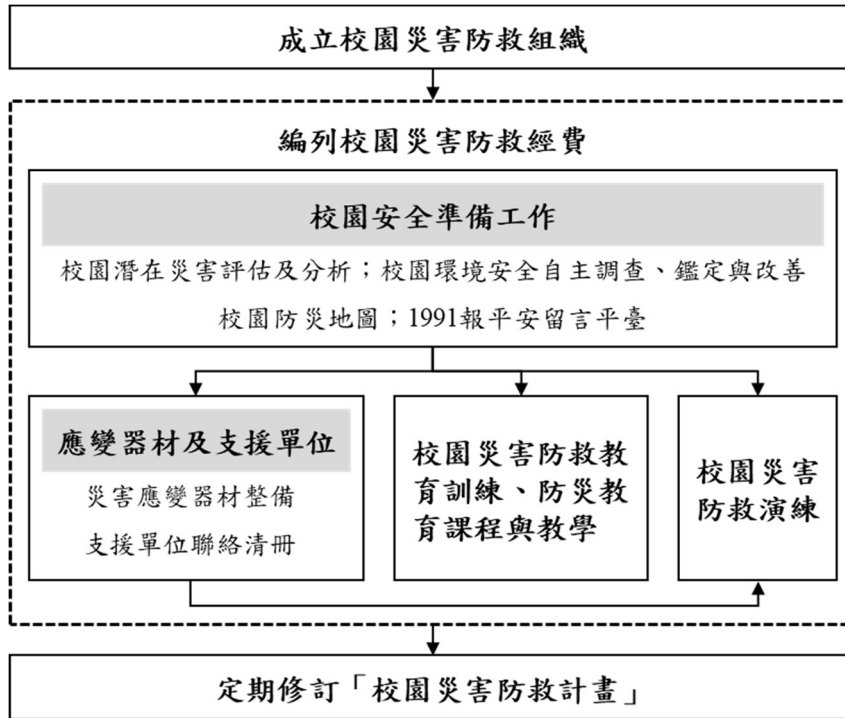 成立校園災害防救組織
編列校園災害防救經費
校園安全準備工作
校園潛在災害評估及分析；校園環境安全自主調查、鑑定與改善
校園防災地圖；1991報平安留言平臺
應變器材及支援單位
災害應變器材整備
支援單位聯絡清冊
校園災害防救教
育訓練、防災教
育課程與教學
校園災害
防救演練
定期修訂「校園災害防救計畫」